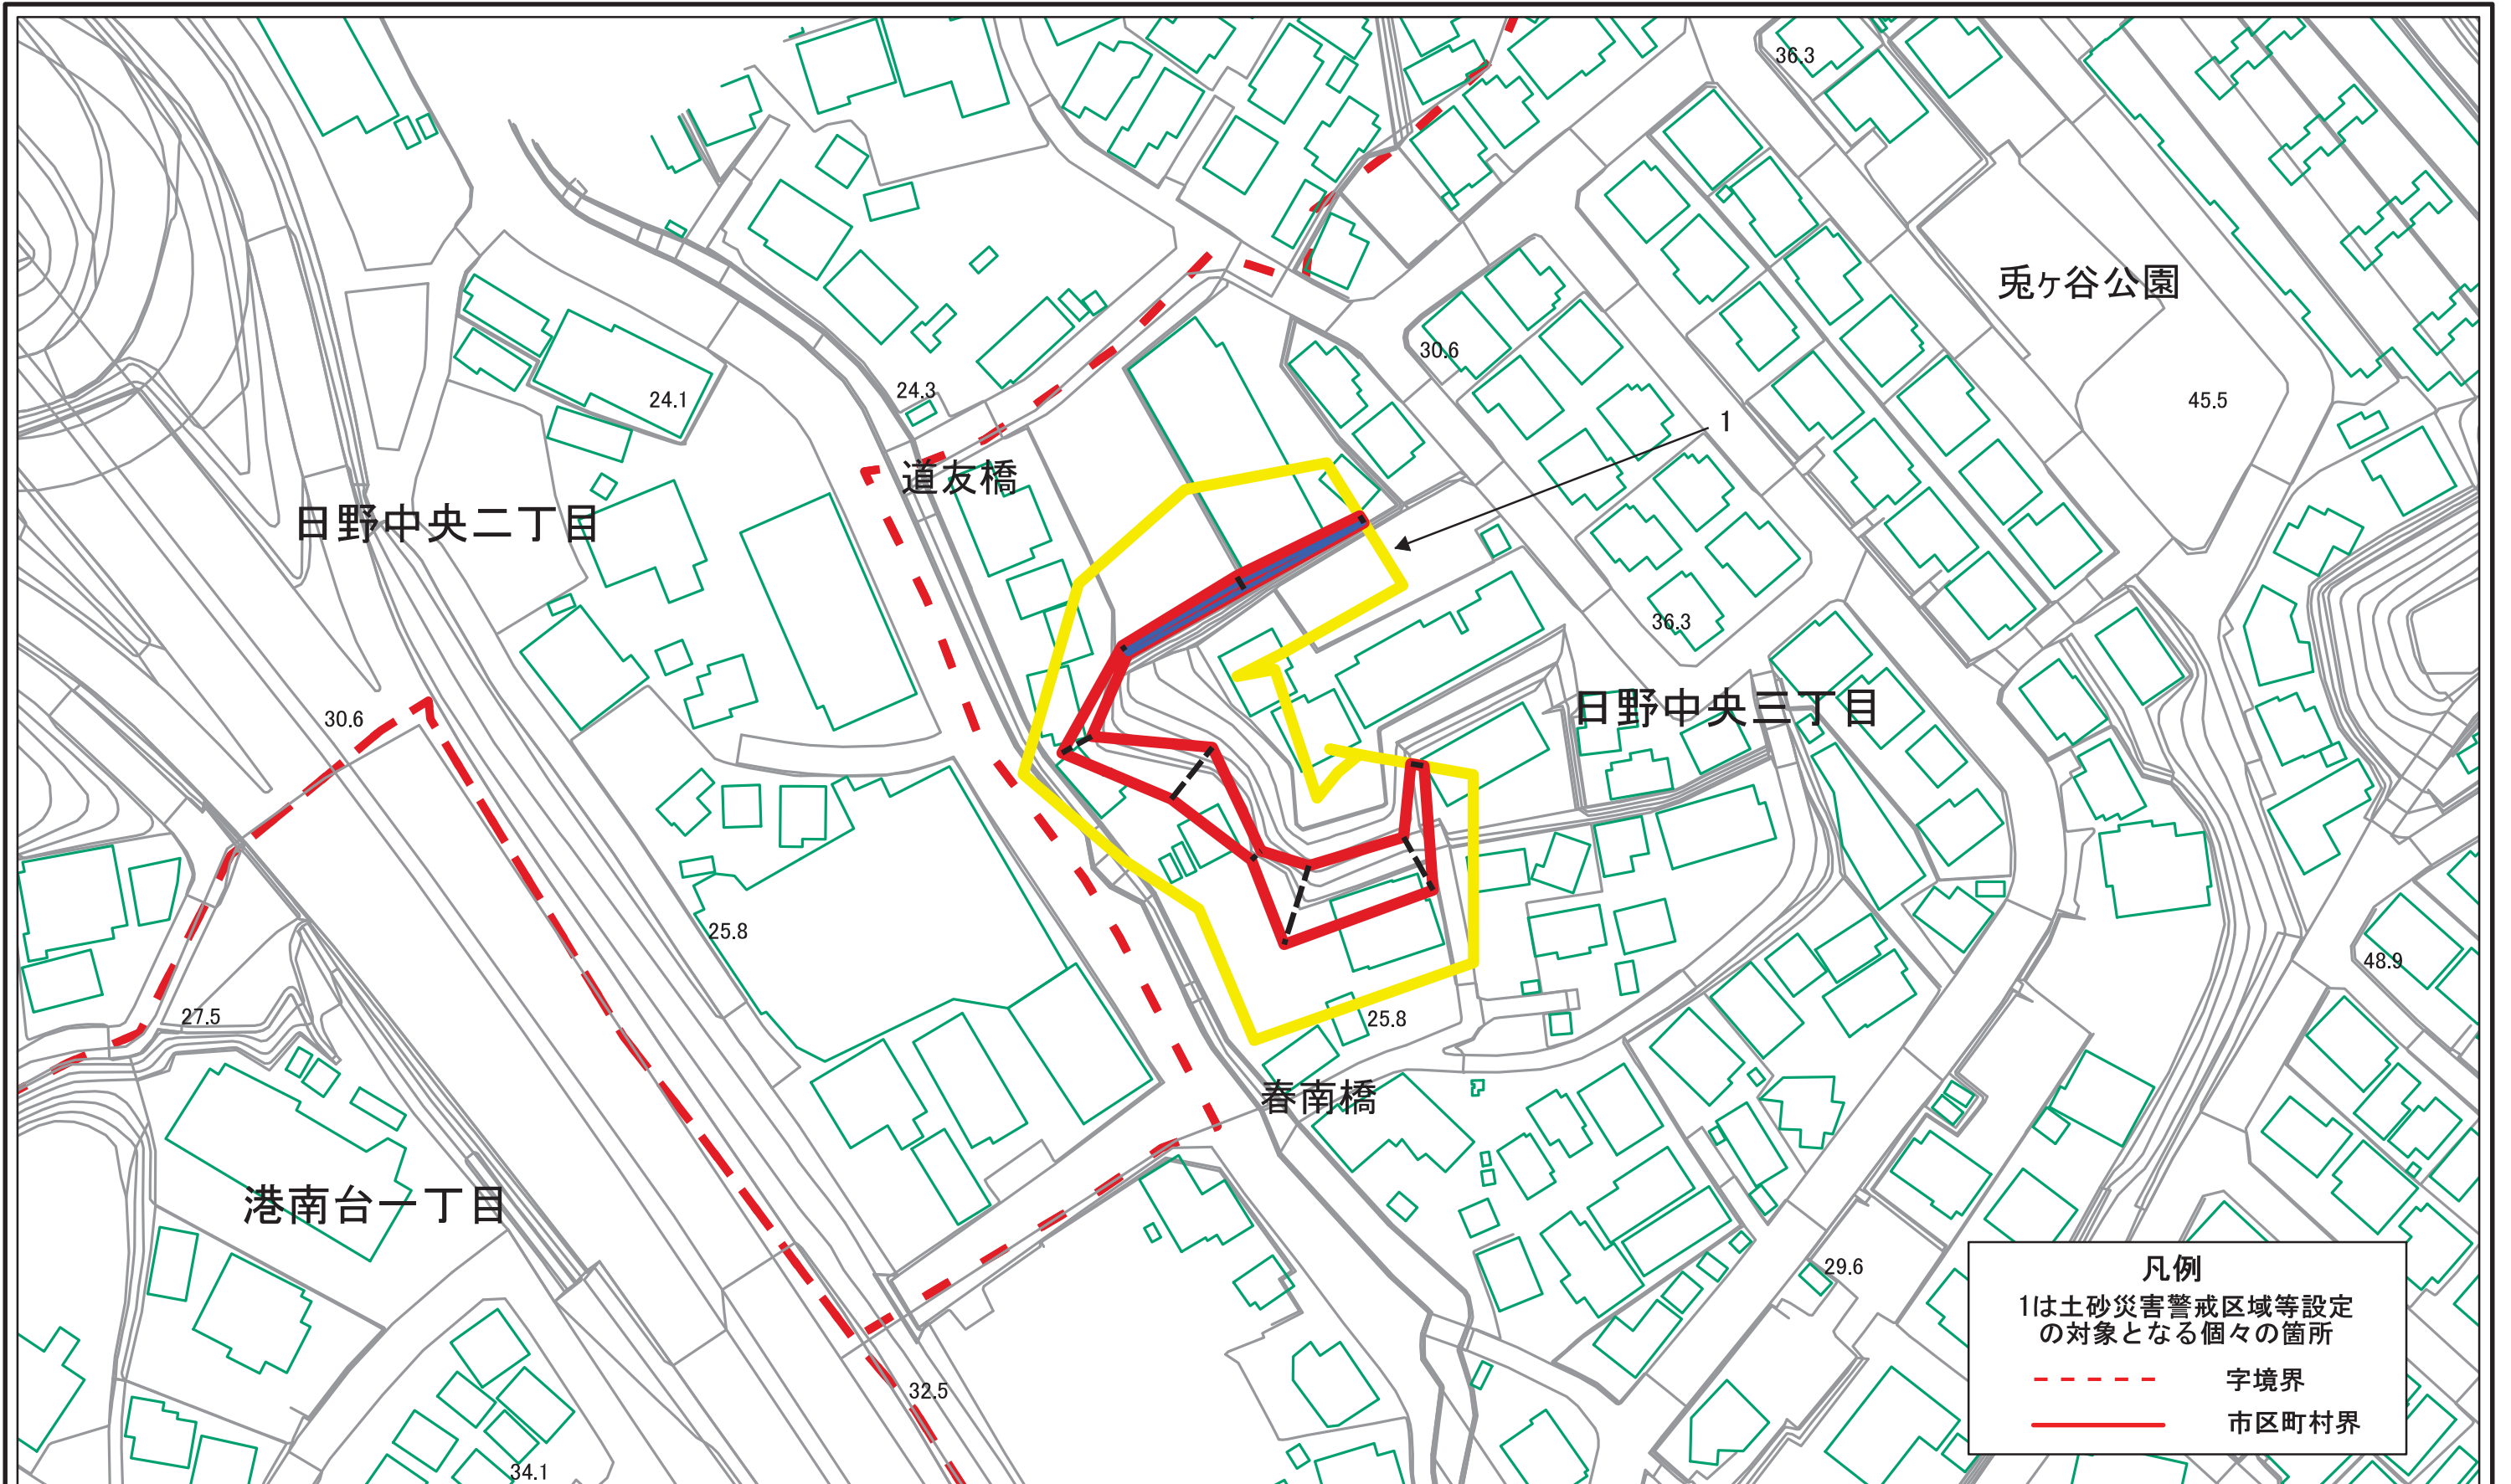 36.3
兎ヶ谷公園
30.6
24.1
24.3
45.5
1
道友橋
日野中央二丁目
36.3
日野中央三丁目
30.6
25.8
48.9
27.5
25.8
春南橋
港南台一丁目
29.6
凡例
1は土砂災害警戒区域等設定
の対象となる個々の箇所
字境界
市区町村界
32.5
34.1